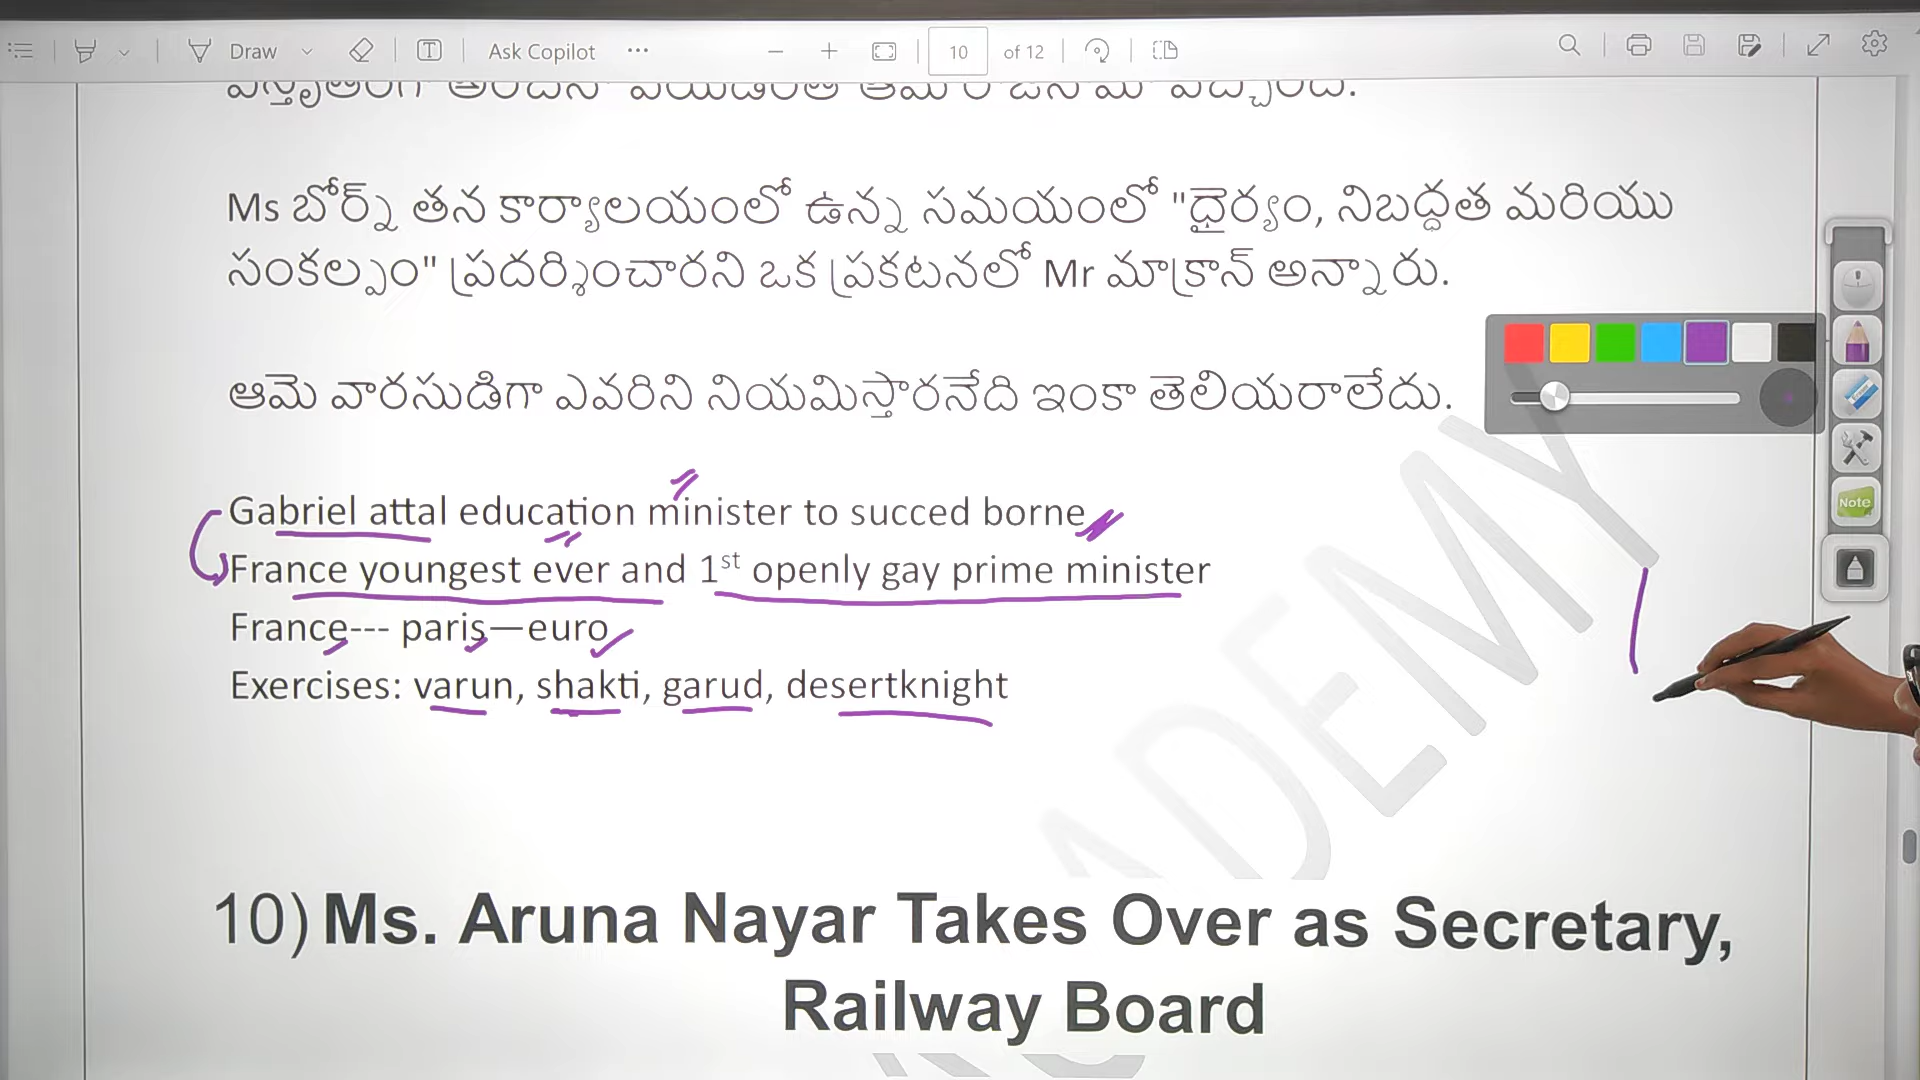 Draw
Ask Copilot
10 of 12
Ms బోర్న్ తన కార్యాలయంలో ఉన్న సమయంలో "ధైర్యం, నిబద్ధత మరియు
సంకల్పం" ప్రదర్శించారని ఒక ప్రకటనలో Mr మాక్రాన్ అన్నారు.
ఆమె వారసుడిగా ఎవరిని నియమిస్తారనేది ఇంకా తెలియరాలేదు.
Gabriel attal education minister to succed borne
France youngest ever and 1st openly gay prime minister
France--- paris—euro
Exercises: varun, shakti, garud, desertknight
10) Ms. Aruna Nayar Takes Over as Secretary,
Railway Board
Note